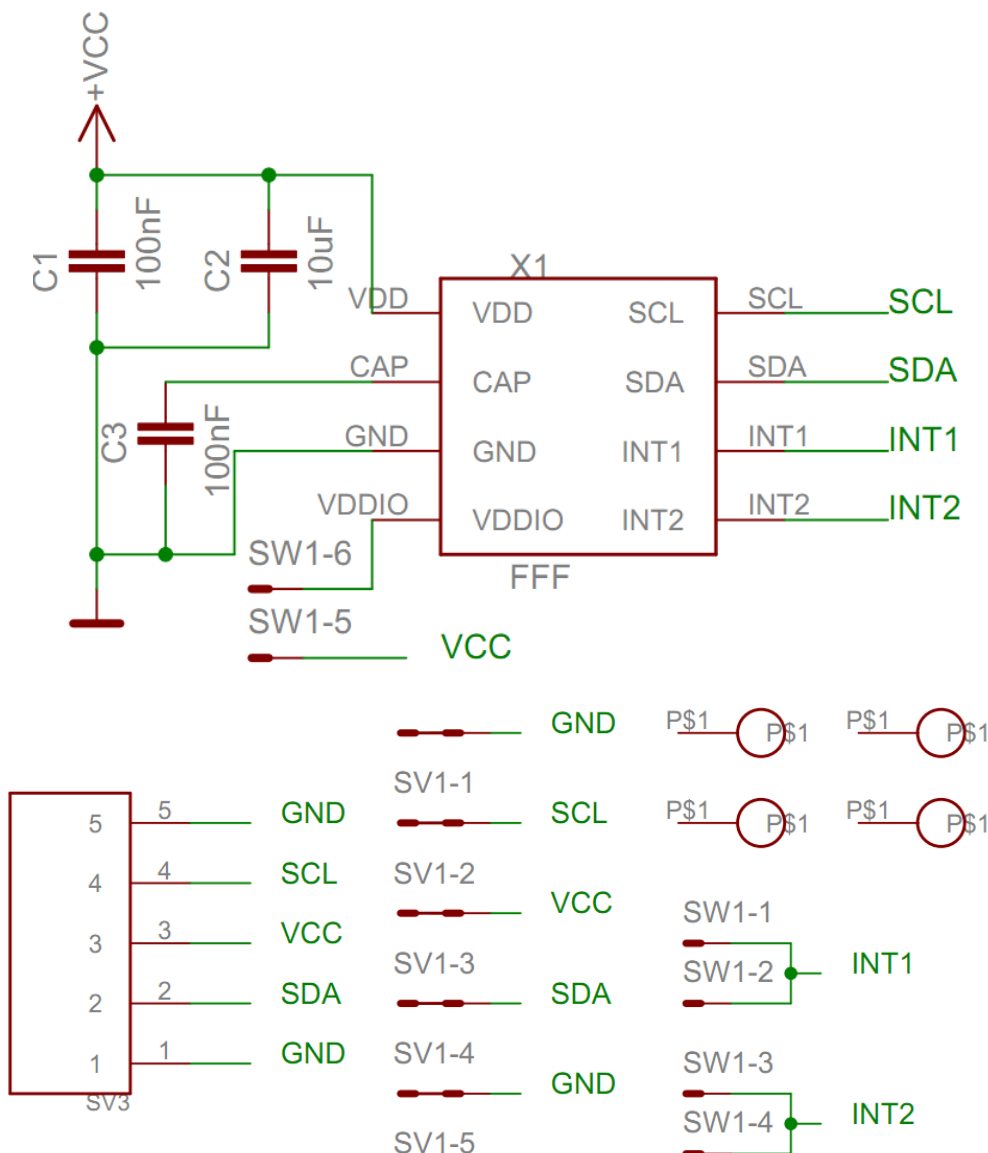 +VCC
C1
100nF
C2
10uF
X1
VDD
VDD
SCL
SCL
SCL
CAP
CAP
SDA
SDA
SDA
C3
100nF
GND
GND
INT1
INT1
INT1
VDDIO
VDDIO
INT2
INT2
INT2
SW1-6
FFF
SW1-5
VCC
GND
P$1
P$1
P$1
P$1
SV1-1
5
5
GND
SCL
P$1
P$1
P$1
P$1
4
4
SCL
SV1-2
VCC
SW1-1
3
3
VCC
SV1-3
SW1-2
INT1
2
2
SDA
SDA
1
1
GND
SV1-4
SW1-3
GND
SV3
SW1-4
INT2
SV1-5